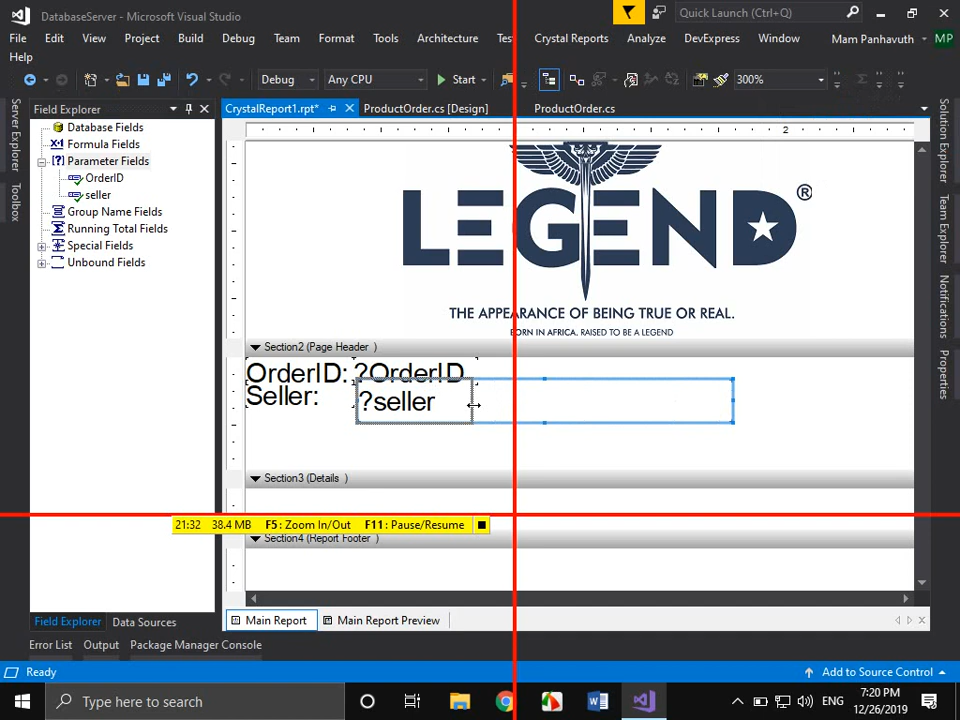 DatabaseServer - Microsoft Visual Studio
Quick Launch (Ctrl+Q)
File Edit View Project Build Debug Team Format Tools Architecture Crystal Reports Analyze DevExpress Window Mam Panhavuth MP
Help
Debug Any CPU Start 300%
Field Explorer
CrystalReport1.rpt* ProductOrder.cs [Design] ProductOrder.cs
Server Explorer
Toolbox
Database Fields
Formula Fields
Parameter Fields
OrderID
seller
Group Name Fields
Running Total Fields
Special Fields
Unbound Fields
2
LEGEND®
THE APPEARANCE OF BEING TRUE OR REAL.
BORN IN AFRICA. RAISED TO BE A LEGEND
Section2 (Page Header )
OrderID: ?OrderID
Seller: ?seller
Section3 (Details )
21:32 38.4 MB F5 : Zoom In/Out F11 : Pause/Resume
Section4 (Report Footer )
Solution Explorer
Team Explorer
Notifications
Properties
Field Explorer Data Sources
Main Report Main Report Preview
Error List Output Package Manager Console
Ready Add to Source Control
Type here to search
ENG
7:20 PM
12/26/2019